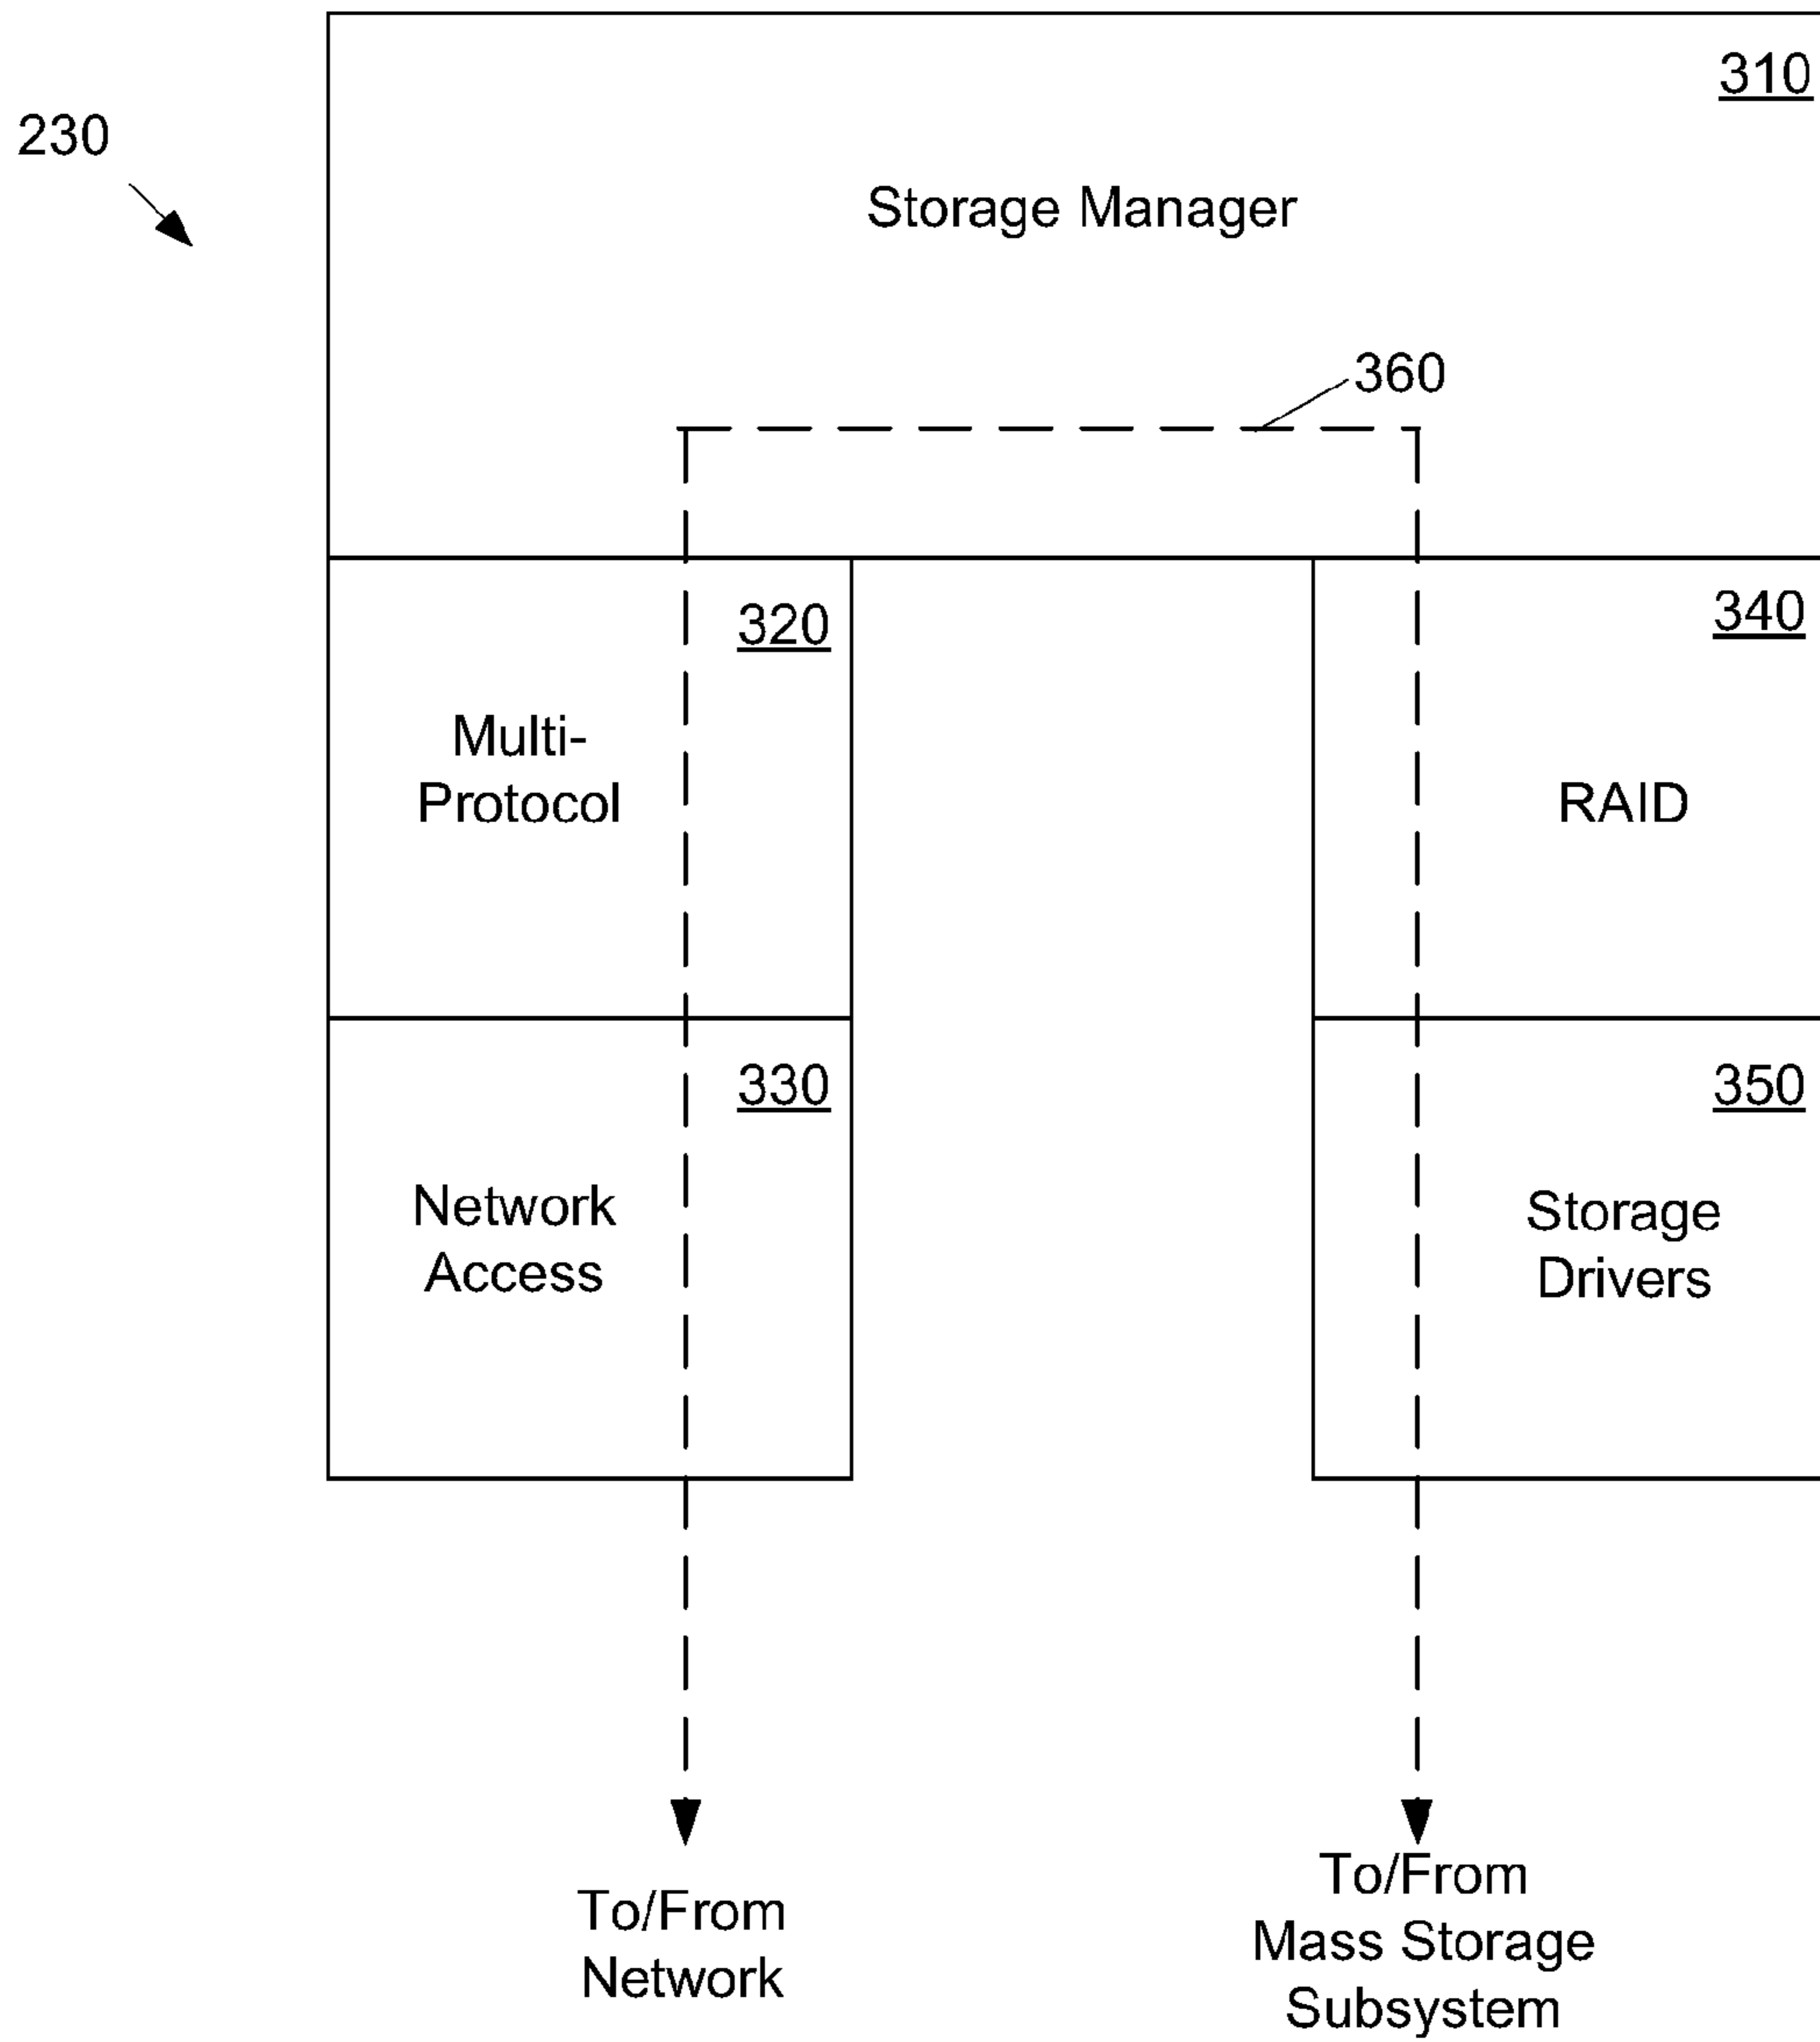 310
230
Storage Manager
360
320
Multi-
Protocol
340
RAID
330
Network
Access
350
Storage
Drivers
To/From
Network
To/From
Mass Storage
Subsystem